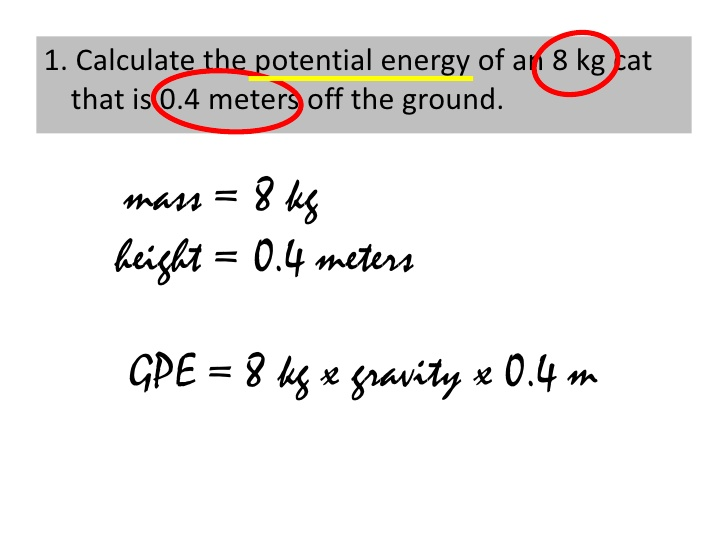 1. Calculate the potential energy of an 8 kg cat
that is 0.4 meters off the ground.
mass = 8 kg
height = 0.4 meters
GPE = 8 kg x gravity x 0.4 m